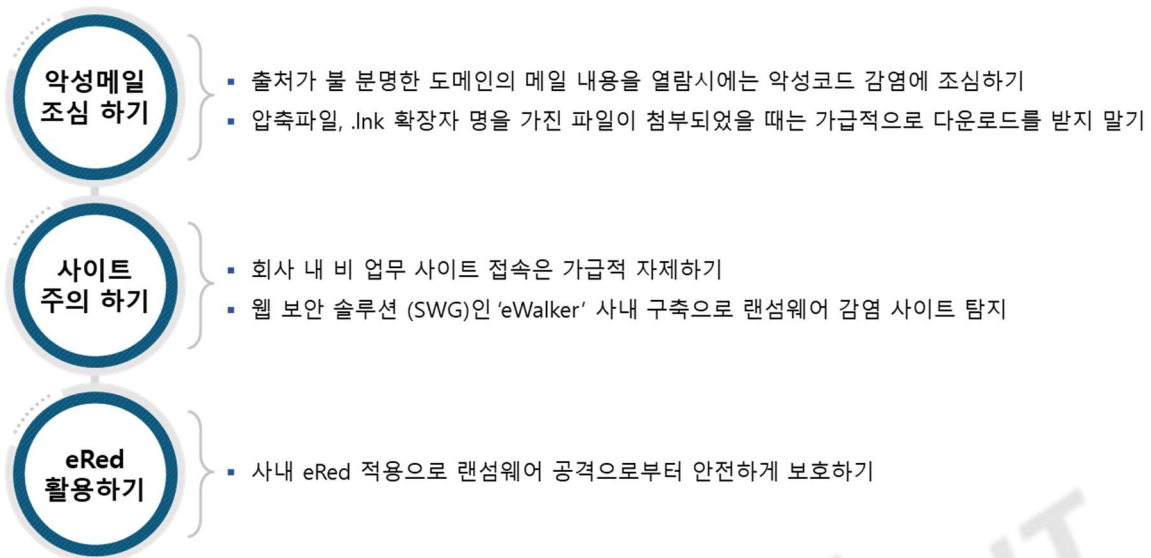 악성메일
조심 하기
출처가 불 분명한 도메인의 메일 내용을 열람시에는 악성코드 감염에 조심하기
압축파일, .lnk 확장자 명을 가진 파일이 첨부되었을 때는 가급적으로 다운로드를 받지 말기
사이트
주의 하기
회사 내 비 업무 사이트 접속은 가급적 자제하기
웹 보안 솔루션 (SWG)인 ‘eWalker’ 사내 구축으로 랜섬웨어 감염 사이트 탐지
eRed
활용하기
사내 eRed 적용으로 랜섬웨어 공격으로부터 안전하게 보호하기